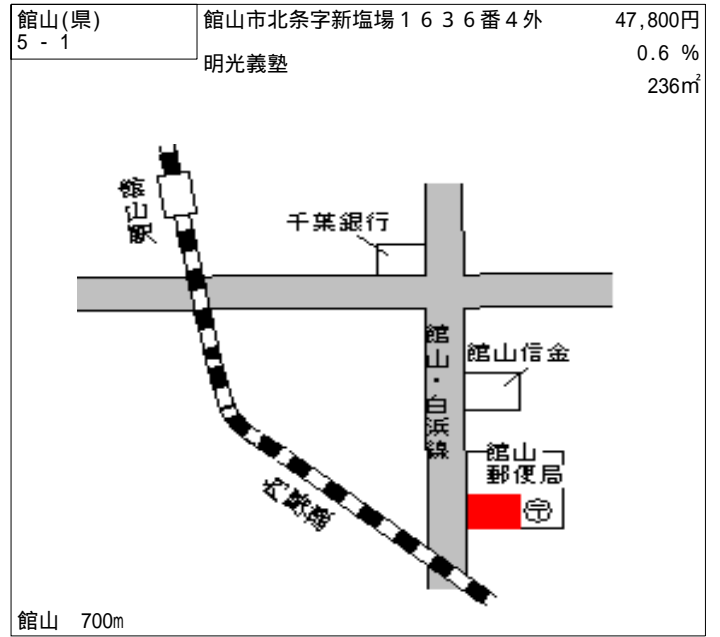 館山(県)
5 - 1
館山市北条字新塩場１６３６番４外
47,800円
明光義塾
0.6 %
236㎡
館山駅
千葉銀行
館山・白浜線
館山信金
館山
郵便局
内房線
館山 700m